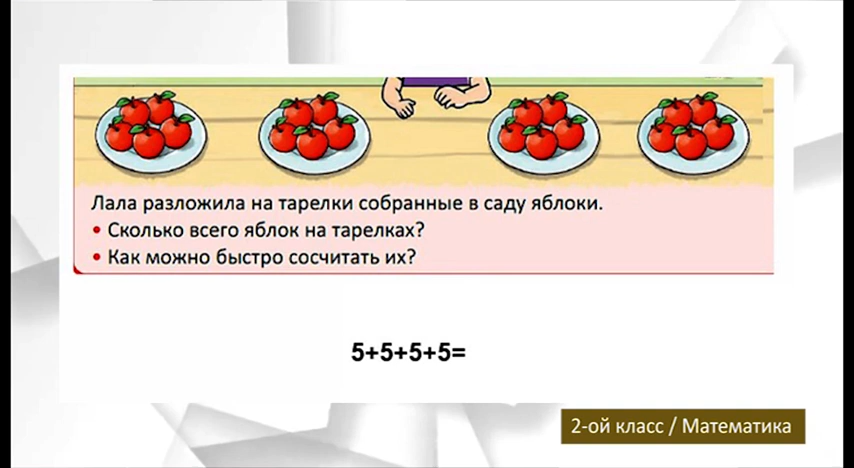 Лала разложила на тарелки собранные в саду яблоки.
• Сколько всего яблок на тарелках?
• Как можно быстро сосчитать их?
5+5+5+5=
2-ой класс / Математика